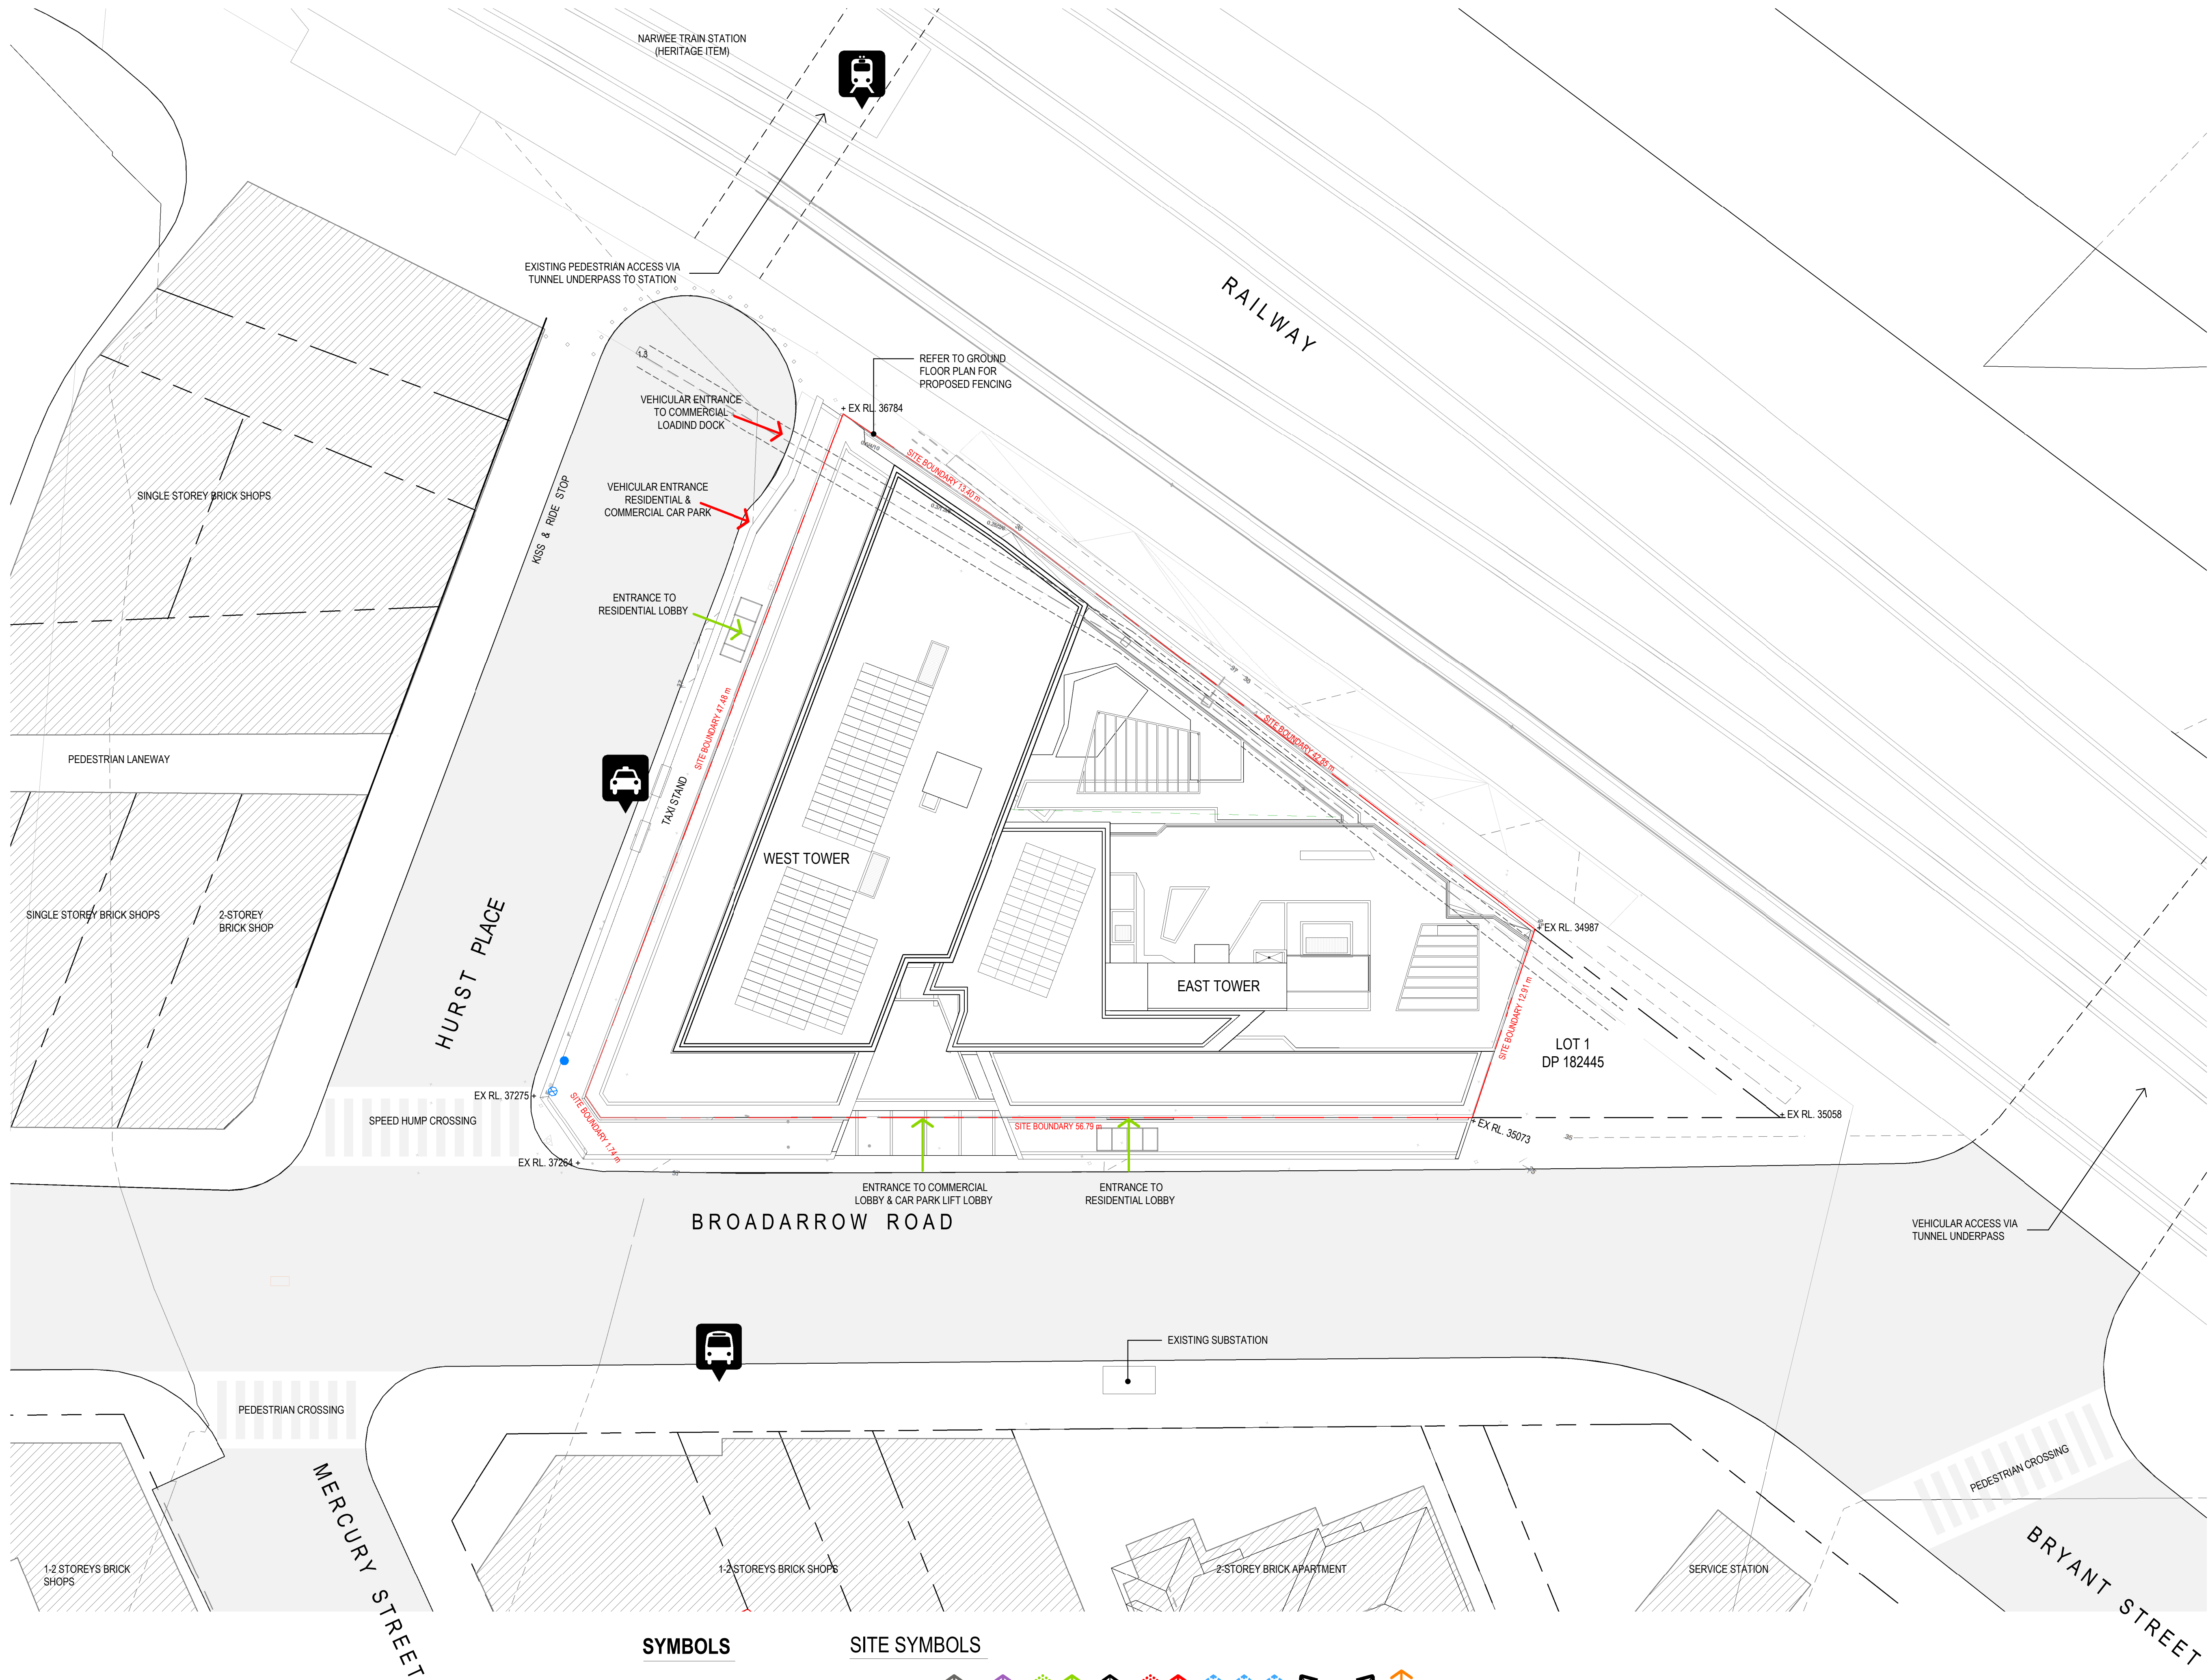 NARWEE TRAIN STATION
(HERITAGE ITEM)
EXISTING PEDESTRIAN ACCESS VIA
TUNNEL UNDERPASS TO STATION
RAILWAY
REFER TO GROUND
FLOOR PLAN FOR
PROPOSED FENCING
1.3
VEHICULAR ENTRANCE
TO COMMERCIAL
LOADIND DOCK
+ EX RL. 36784
SITE BOUNDARY 13.40 m
SINGLE STOREY BRICK SHOPS
KISS & RIDE STOP
VEHICULAR ENTRANCE
RESIDENTIAL &
COMMERCIAL CAR PARK
ENTRANCE TO
RESIDENTIAL LOBBY
37
36
37
SITE BOUNDARY 47.48 m
SITE BOUNDARY 42.85 m
PEDESTRIAN LANEWAY
TAXI STAND
WEST TOWER
SINGLE STOREY BRICK SHOPS
2-STOREY
BRICK SHOP
HURST PLACE
+ EX RL. 34987
EAST TOWER
SITE BOUNDARY 12.91 m
LOT 1
DP 182445
EX RL. 37275 +
SITE BOUNDARY 1.74 m
SPEED HUMP CROSSING
SITE BOUNDARY 56.79 m
+ EX RL. 35073
+ EX RL. 35058
35
EX RL. 37264 +
37
ENTRANCE TO COMMERCIAL
LOBBY & CAR PARK LIFT LOBBY
ENTRANCE TO
RESIDENTIAL LOBBY
BROADARROW ROAD
VEHICULAR ACCESS VIA
TUNNEL UNDERPASS
EXISTING SUBSTATION
PEDESTRIAN CROSSING
PEDESTRIAN CROSSING
MERCURY STREET
BRYANT STREET
1-2 STOREYS BRICK
SHOPS
1-2 STOREYS BRICK SHOPS
2-STOREY BRICK APARTMENT
SERVICE STATION
SYMBOLS
SITE SYMBOLS